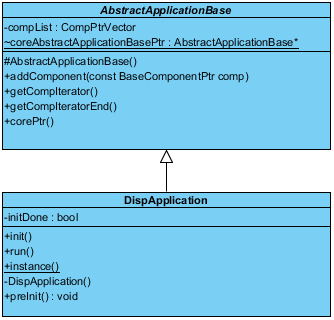 AbstractApplicationBase
-compList : CompPtrVector
~coreAbstractApplicationBasePtr : AbstractApplicationBase*
#AbstractApplicationBase()
+addComponent(const BaseComponentPtr comp)
+getCompIterator()
+getCompIteratorEnd()
+corePtr()
DispApplication
-initDone : bool
+init()
+run()
+instance()
-DispApplication()
+preInit() : void